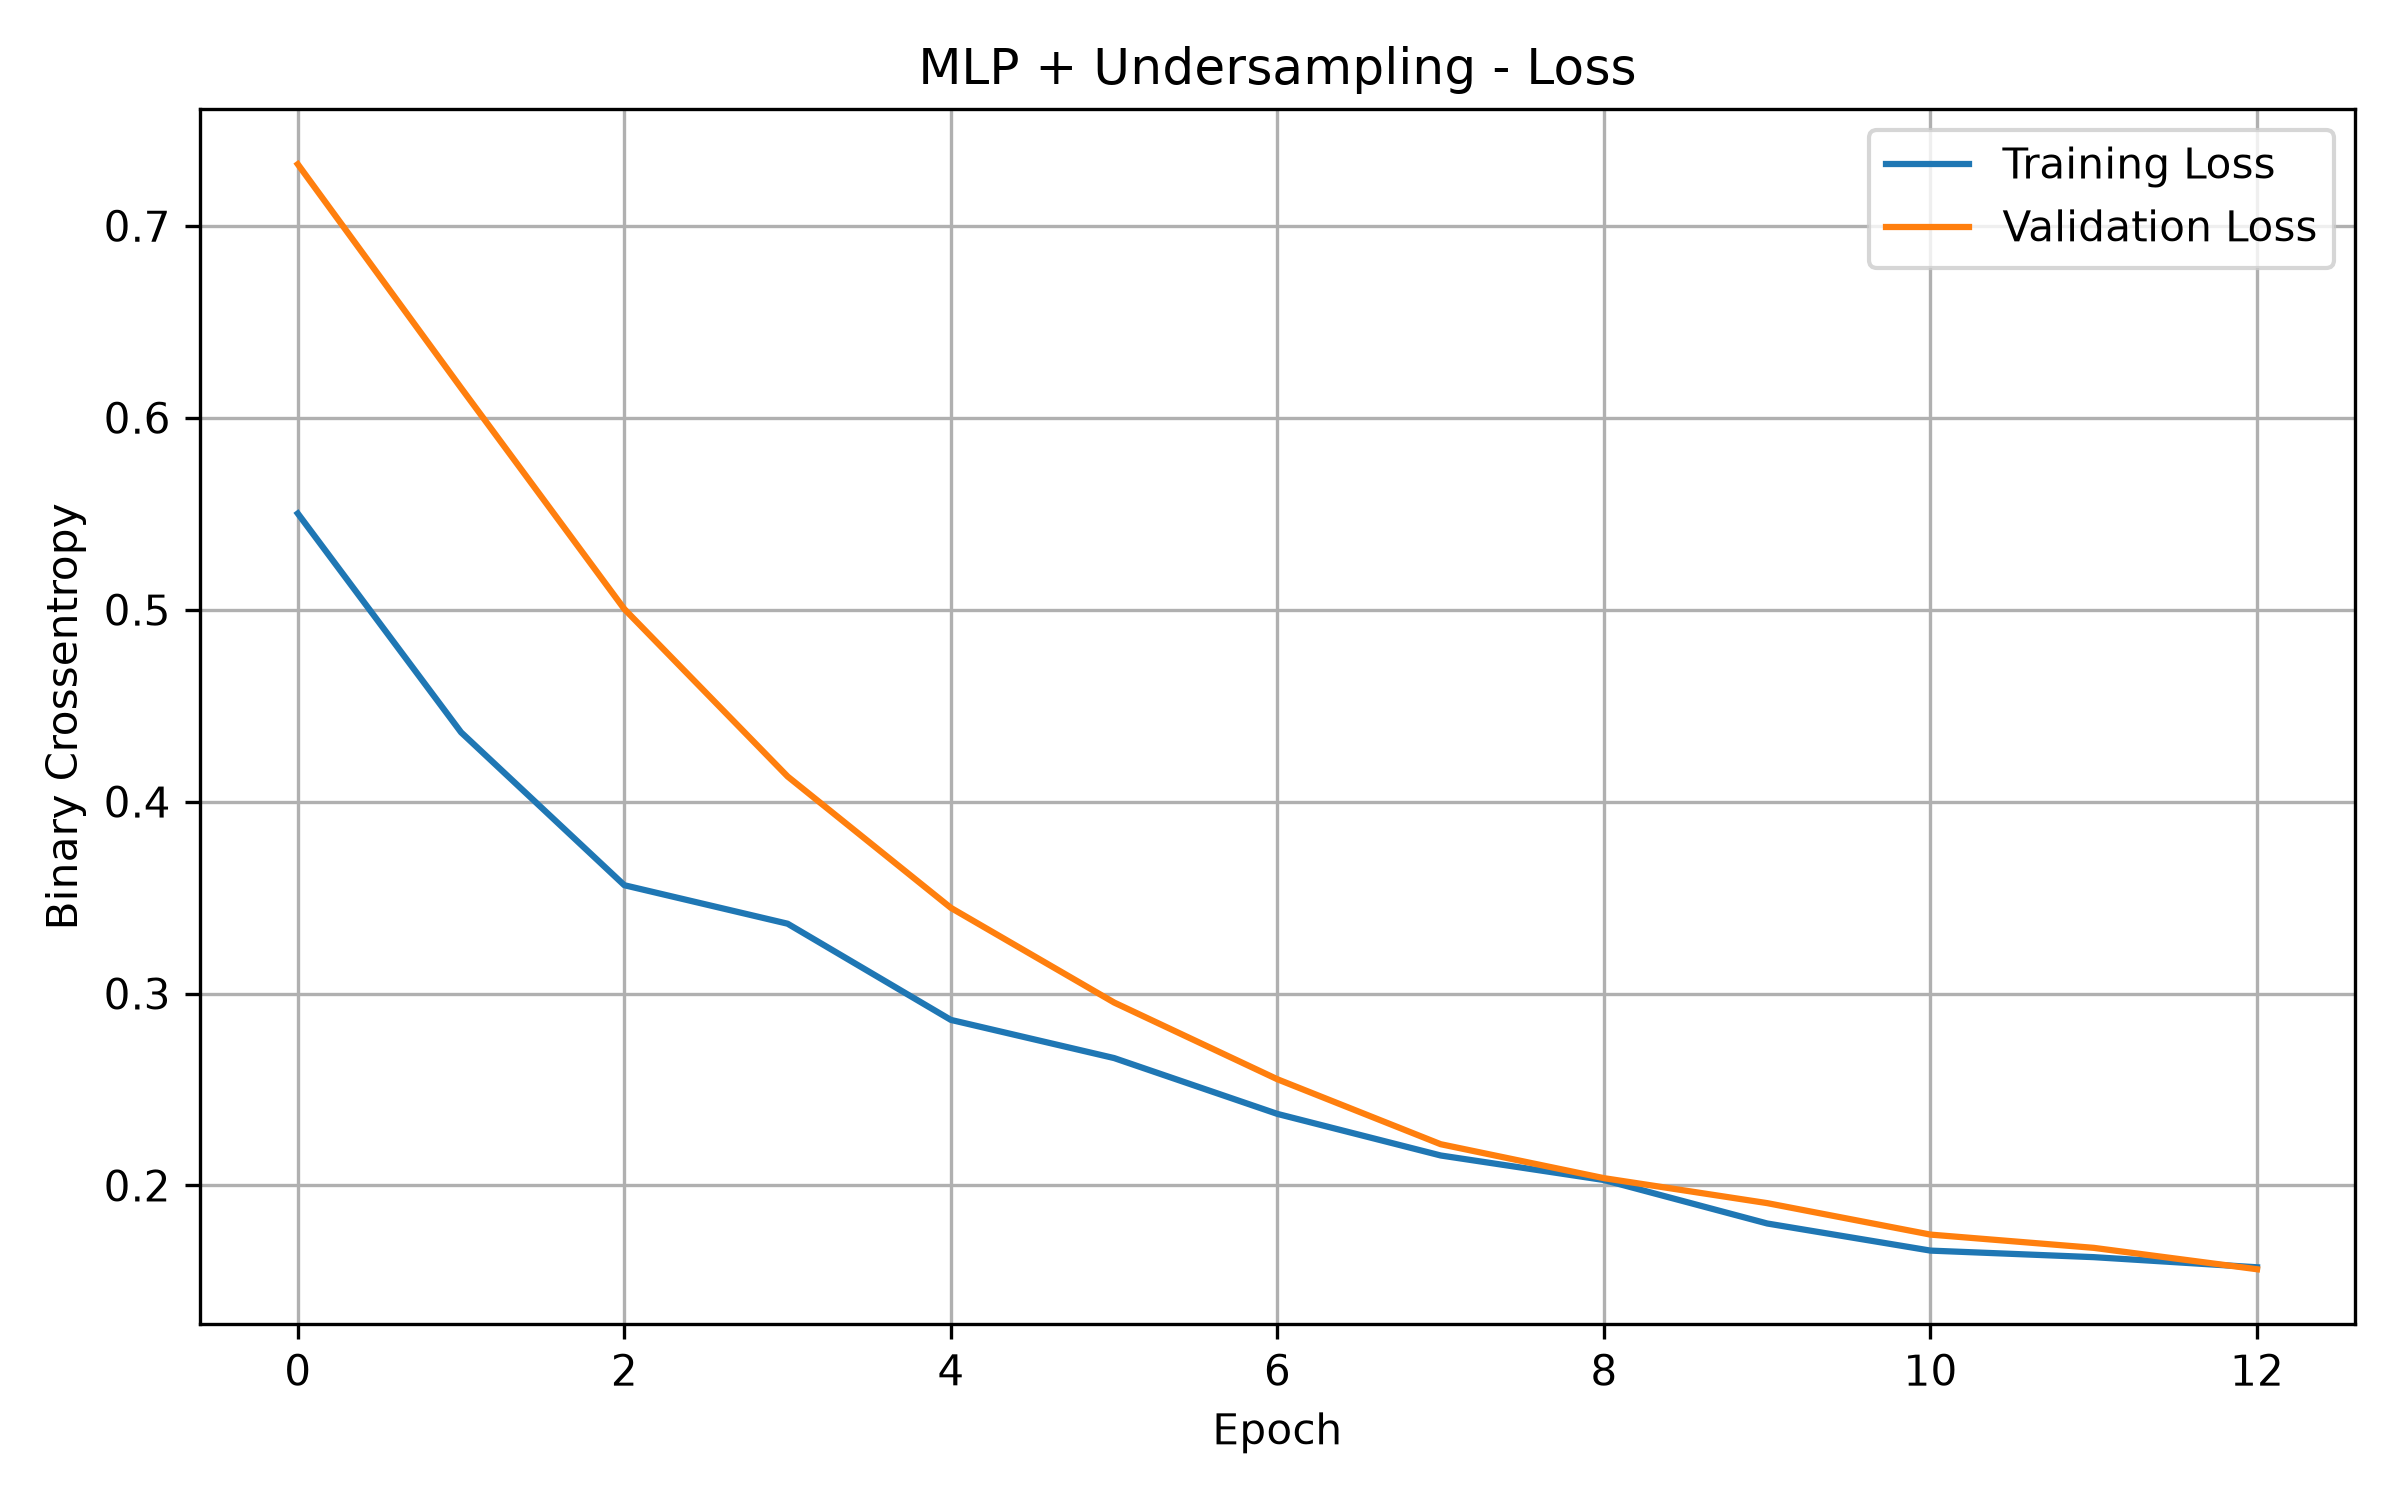 MLP + Undersampling - Loss
Training Loss
Validation Loss
Binary Crossentropy
0.7
0.6
0.5
0.4
0.3
0.2
0 2 4 6 8 10 12
Epoch